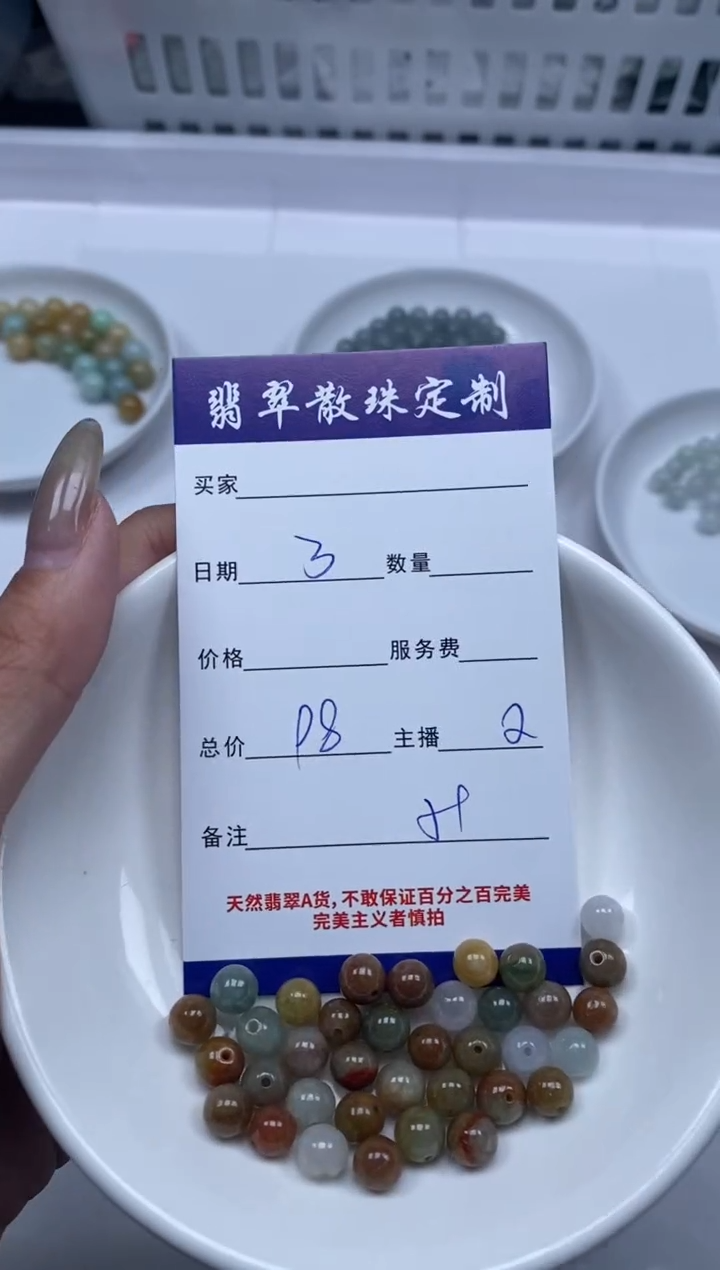 翡翠散珠定制
买家
日期 3 数量
价格 服务费
总价 P8 主播 2
备注 H
天然翡翠A货,不敢保证百分之百完美
完美主义者慎拍